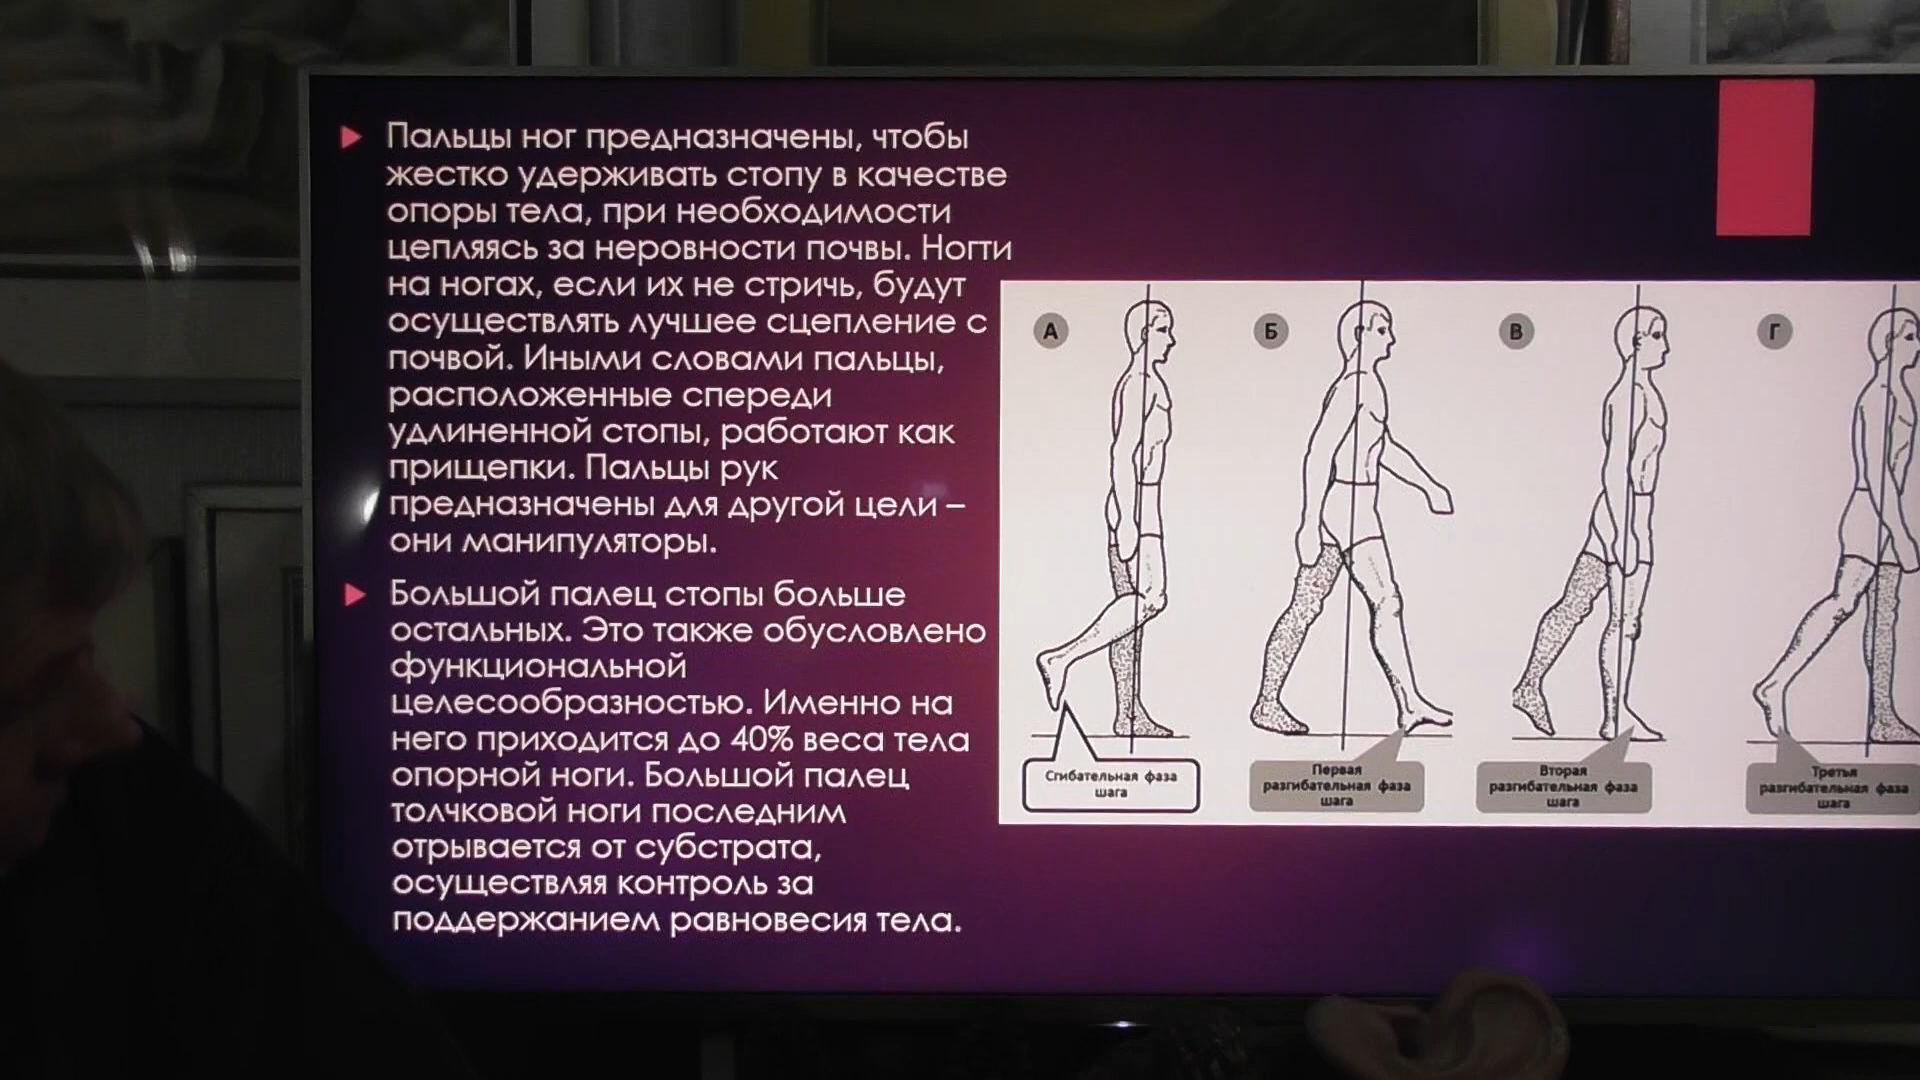 Пальцы ног предназначены, чтобы
жестко удерживать стопу в качестве
опоры тела, при необходимости
цепляясь за неровности почвы. Ногти
на ногах, если их не стричь, будут
осуществлять лучшее сцепление с
почвой. Иными словами пальцы,
расположенные спереди
удлиненной стопы, работают как
прищепки. Пальцы рук
предназначены для другой цели –
они манипуляторы.
Большой палец стопы больше
остальных. Это также обусловлено
функциональной
целесообразностью. Именно на
него приходится до 40% веса тела
опорной ноги. Большой палец
толчковой ноги последним
отрывается от субстрата,
осуществляя контроль за
поддержанием равновесия тела.
А
Б
В
Г
Сгибательная фаза
шага
Первая
разгибательная фаза
шага
Вторая
разгибательная фаза
шага
Третья
разгибательная фаза
шага